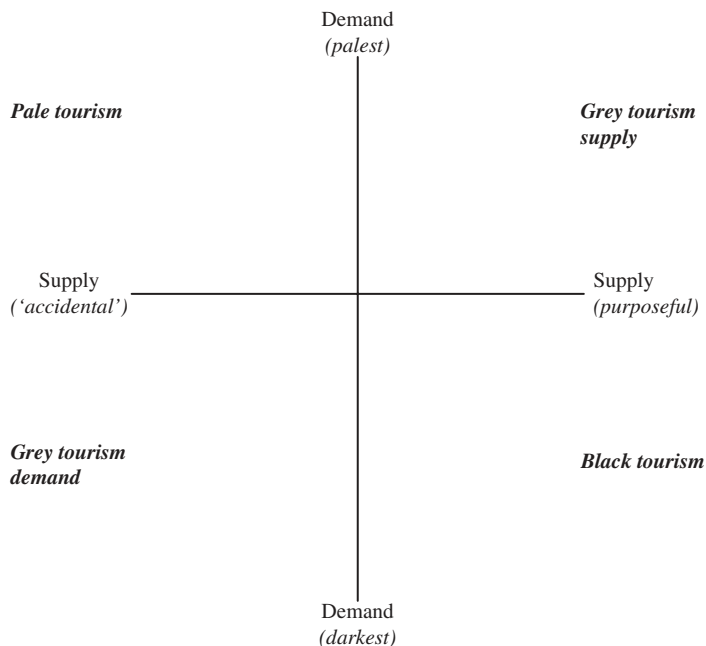 Demand
(palest)
Pale tourism
Grey tourism
supply
Supply
(‘accidental’)
Supply
(purposeful)
Grey tourism
demand
Black tourism
Demand
(darkest)